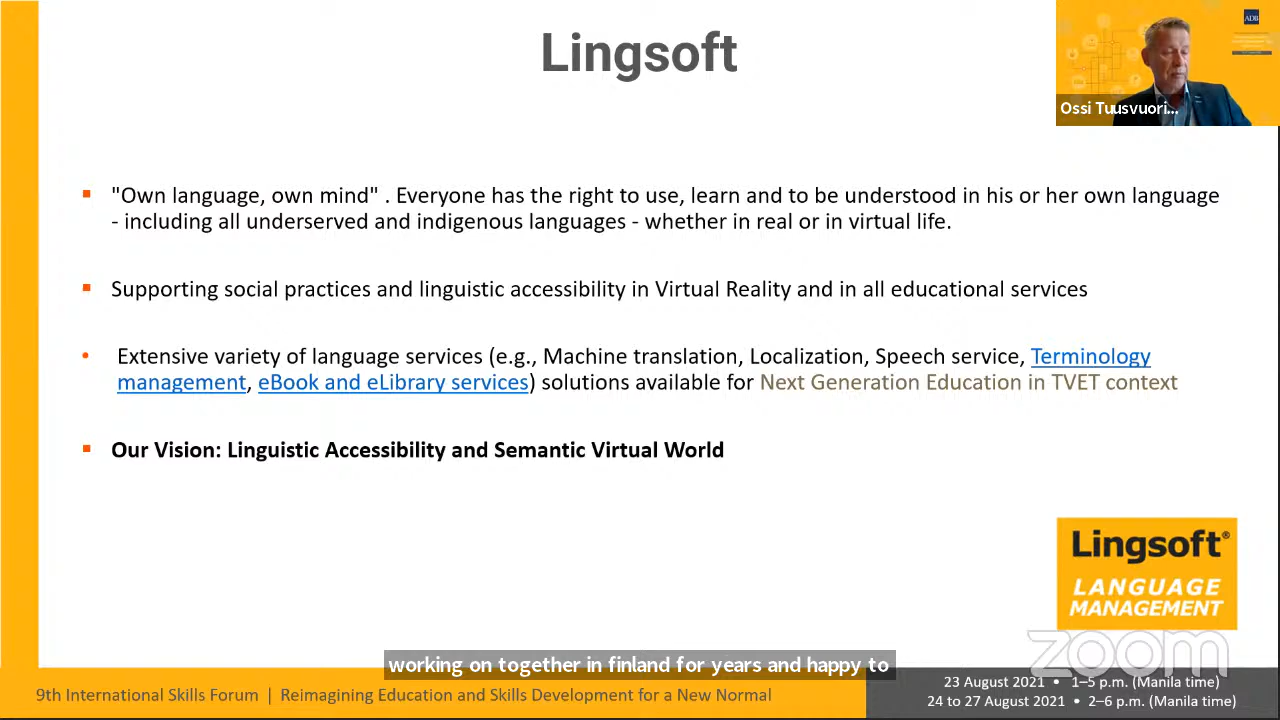 Lingsoft
ADB
Ossi Tuusvuori...
"Own language, own mind" . Everyone has the right to use, learn and to be understood in his or her own language
- including all underserved and indigenous languages - whether in real or in virtual life.
Supporting social practices and linguistic accessibility in Virtual Reality and in all educational services
Extensive variety of language services (e.g., Machine translation, Localization, Speech service, Terminology
management, eBook and eLibrary services) solutions available for Next Generation Education in TVET context
Our Vision: Linguistic Accessibility and Semantic Virtual World
Lingsoft®
LANGUAGE
MANAGEMENT
zoom
working on together in finland for years and happy to
9th International Skills Forum | Reimagining Education and Skills Development for a New Normal
23 August 2021 • 1–5 p.m. (Manila time)
24 to 27 August 2021 • 2–6 p.m. (Manila time)